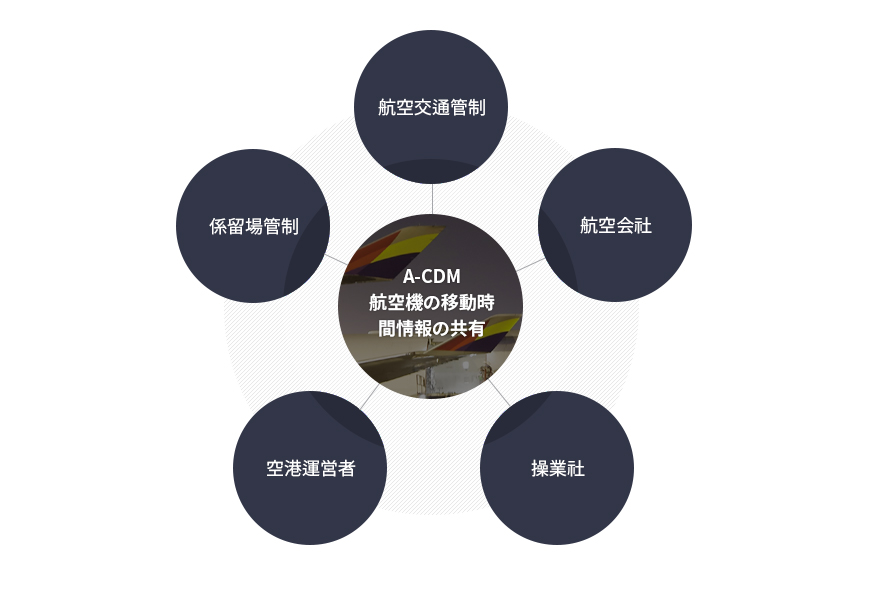 航空交通管制
係留場管制
航空会社
A-CDM
航空機の移動時
間情報の共有
空港運営者
操業社